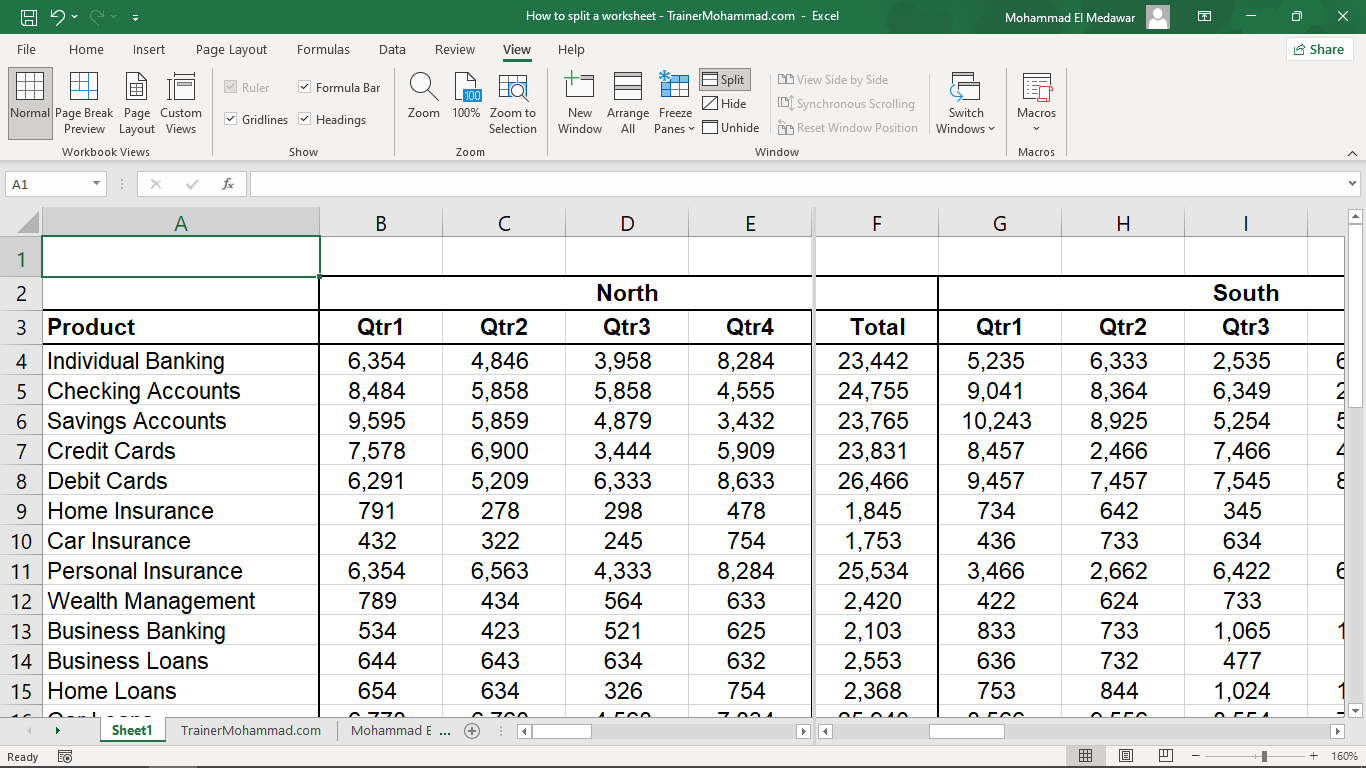 How to split a worksheet - TrainerMohammad.com - Excel
Mohammad El Medawar
File Home Insert Page Layout Formulas Data Review View Help Share
Normal
Page Break Preview
Page Layout
Custom Views
Workbook Views
Ruler
Formula Bar
Gridlines
Headings
Show
Zoom
100
100%
Zoom to Selection
Zoom
New Window
Arrange All
Freeze Panes
Split
Hide
Unhide
View Side by Side
Synchronous Scrolling
Reset Window Position
Switch Windows
Window
Macros
Macros
A1 fx
A B C D E F G H I
1
2 North South
3 Product Qtr1 Qtr2 Qtr3 Qtr4 Total Qtr1 Qtr2 Qtr3
4 Individual Banking 6,354 4,846 3,958 8,284 23,442 5,235 6,333 2,535
5 Checking Accounts 8,484 5,858 5,858 4,555 24,755 9,041 8,364 6,349
6 Savings Accounts 9,595 5,859 4,879 3,432 23,765 10,243 8,925 5,254
7 Credit Cards 7,578 6,900 3,444 5,909 23,831 8,457 2,466 7,466
8 Debit Cards 6,291 5,209 6,333 8,633 26,466 9,457 7,457 7,545
9 Home Insurance 791 278 298 478 1,845 734 642 345
10 Car Insurance 432 322 245 754 1,753 436 733 634
11 Personal Insurance 6,354 6,563 4,333 8,284 25,534 3,466 2,662 6,422
12 Wealth Management 789 434 564 633 2,420 422 624 733
13 Business Banking 534 423 521 625 2,103 833 733 1,065
14 Business Loans 644 643 634 632 2,553 636 732 477
15 Home Loans 654 634 326 754 2,368 753 844 1,024
Sheet1 TrainerMohammad.com Mohammad E ...
Ready 160%